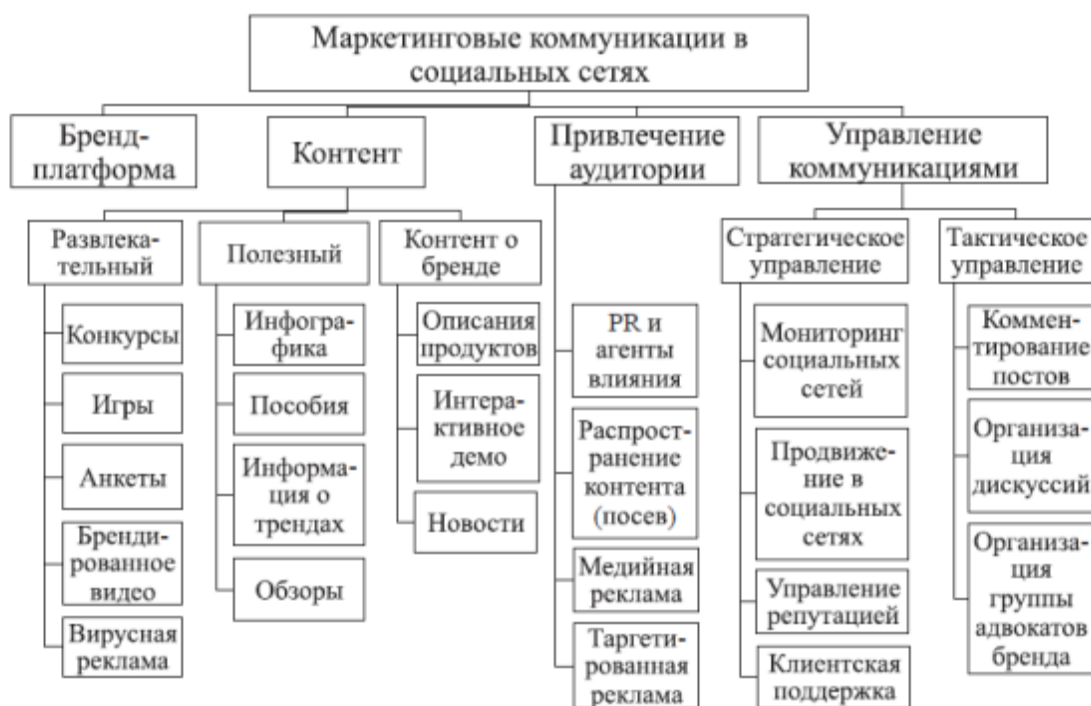 Маркетинговые коммуникации в
социальных сетях
Бренд-
платформа
Контент
Привлечение
аудитории
Управление
коммуникациями
Развлека-
тельный
Конкурсы
Игры
Анкеты
Брендиро-
ванное
видео
Вирусная
реклама
Полезный
Инфогра-
фика
Пособия
Информа-
ция о
трендах
Обзоры
Контент о
бренде
Описания
продуктов
Интера-
ктивное
демо
Новости
PR и
агенты
влияния
Распрост-
ранение
контента
(посев)
Медийная
реклама
Таргети-
рованная
реклама
Стратегическое
управление
Мониторинг
социальных
сетей
Продвиже-
ние в
социальных
сетях
Управление
репутацией
Клиентская
поддержка
Тактическое
управление
Коммен-
тирование
постов
Организа-
ция
дискуссий
Организа-
ция
группы
адвокатов
бренда